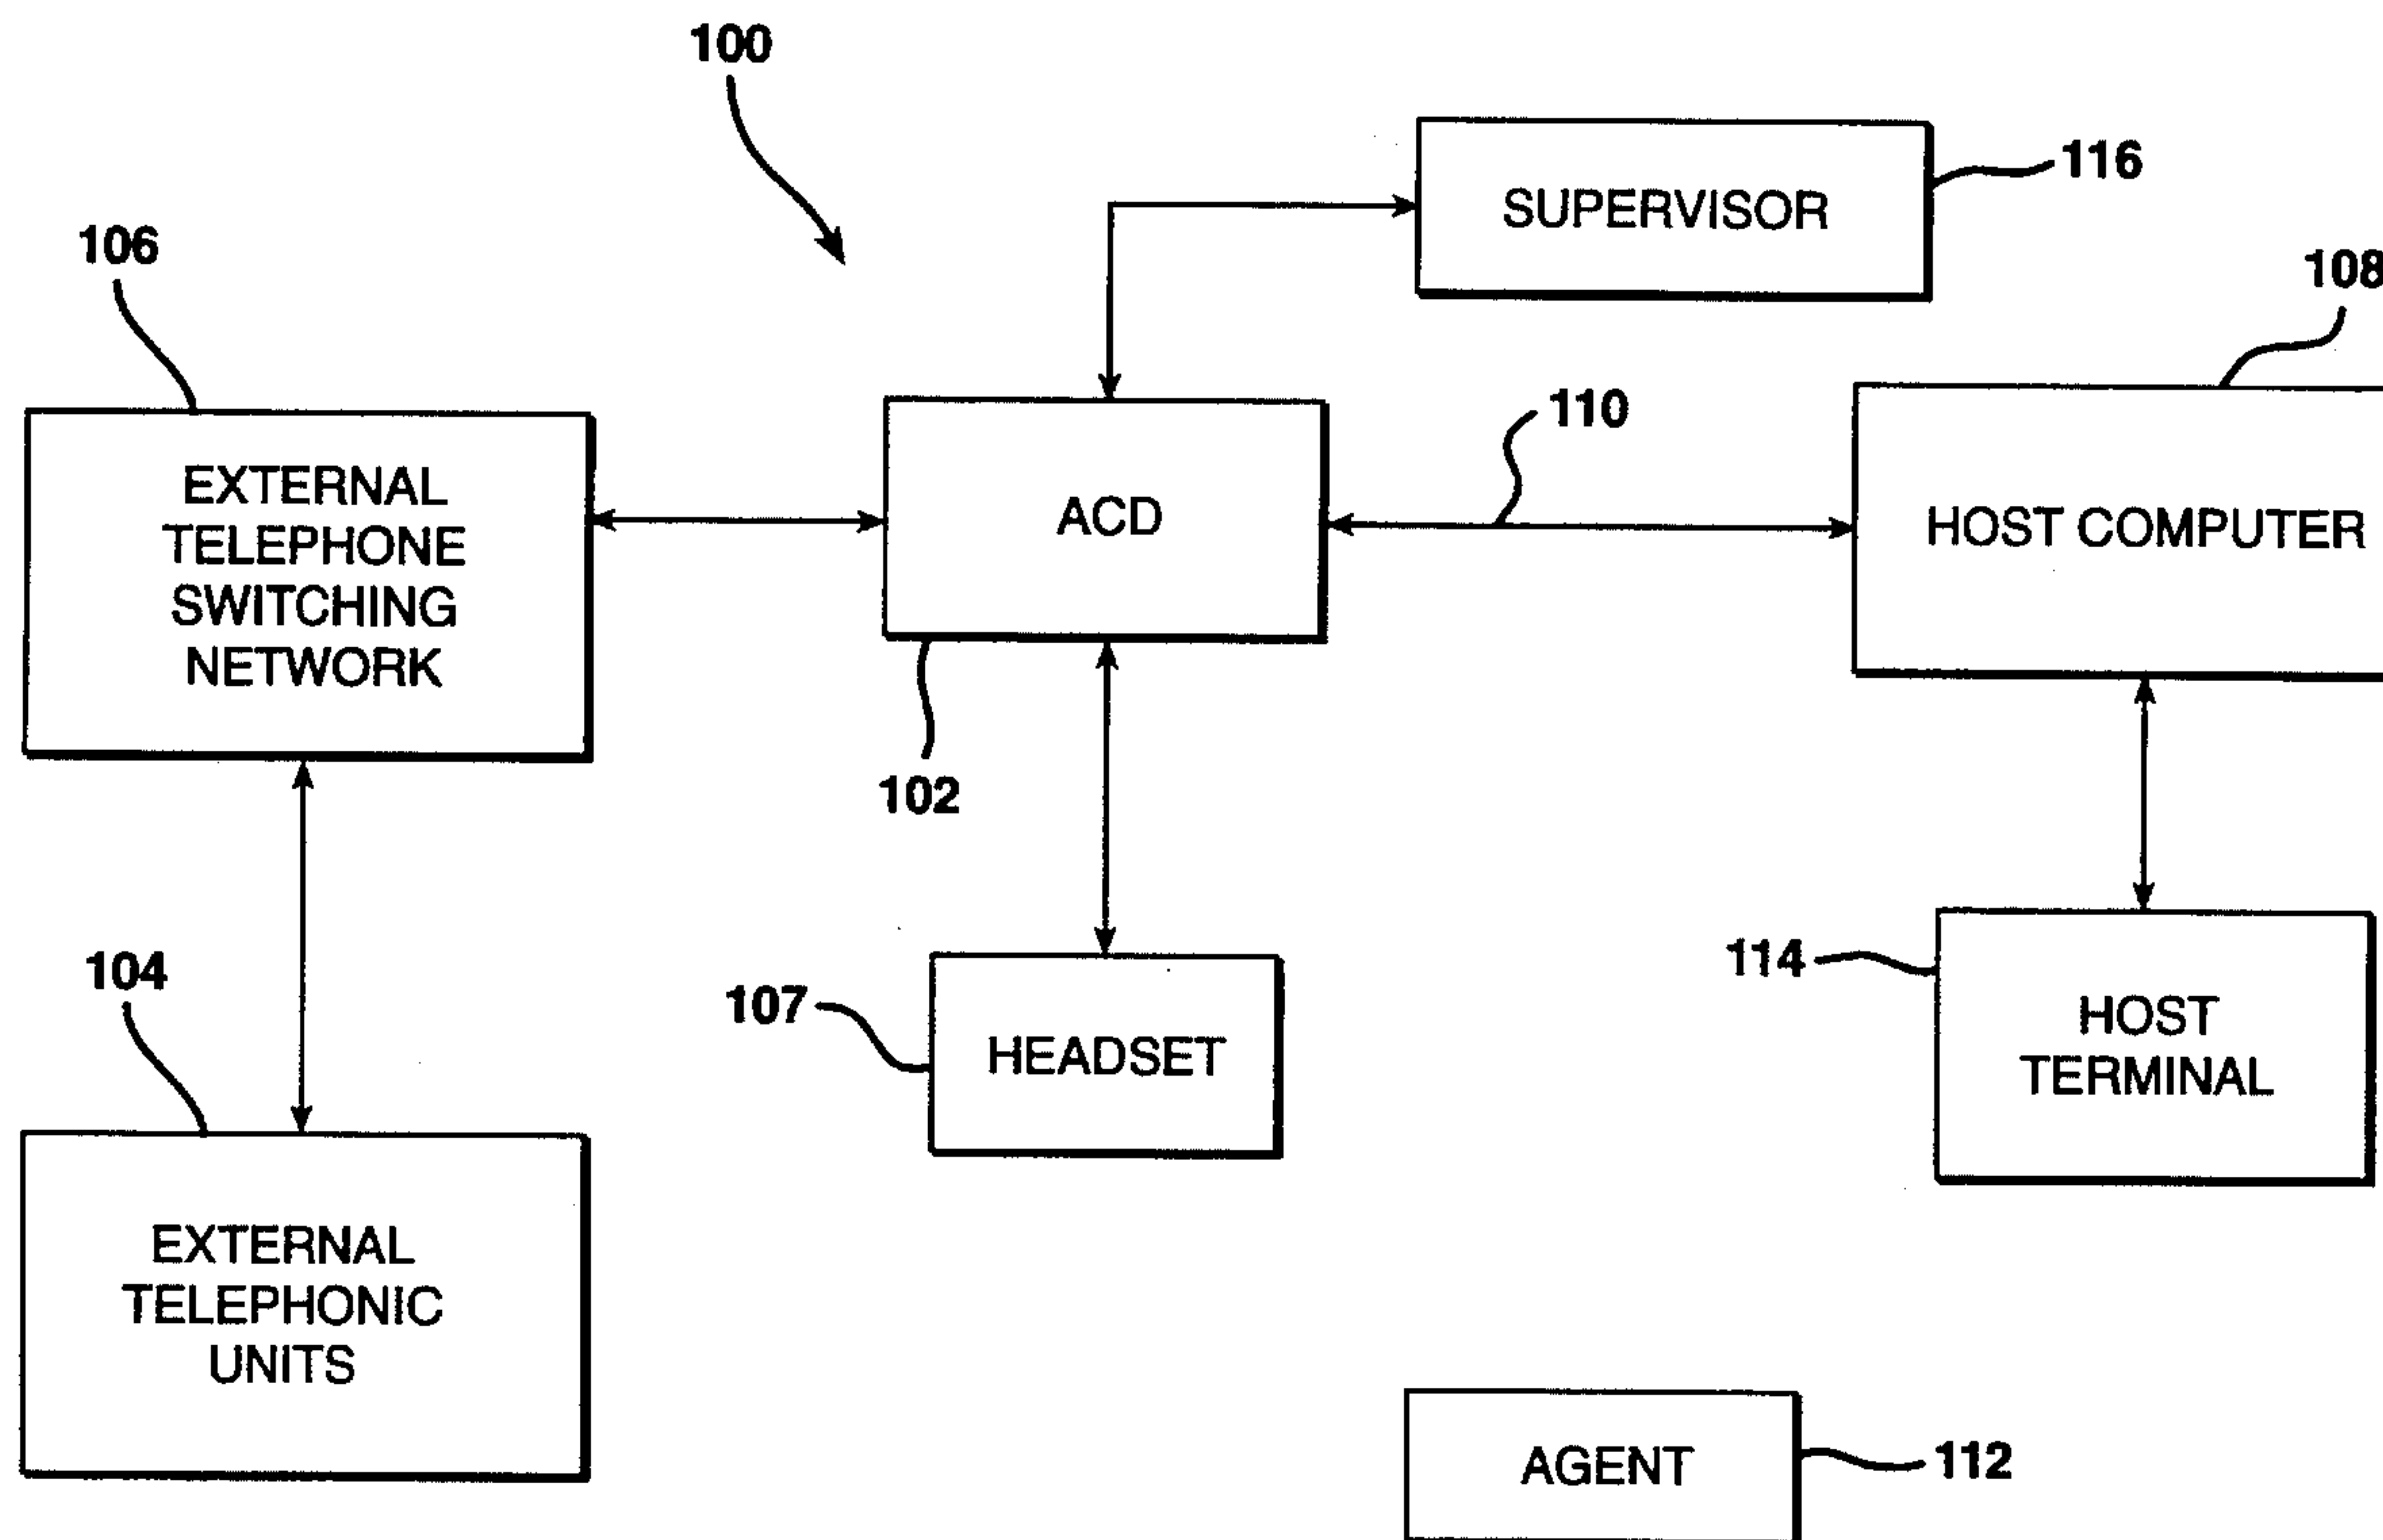 100
SUPERVISOR
116
106
108
EXTERNAL
TELEPHONE
SWITCHING
NETWORK
ACD
110
HOST COMPUTER
102
104
107
HEADSET
114
HOST
TERMINAL
EXTERNAL
TELEPHONIC
UNITS
AGENT
112